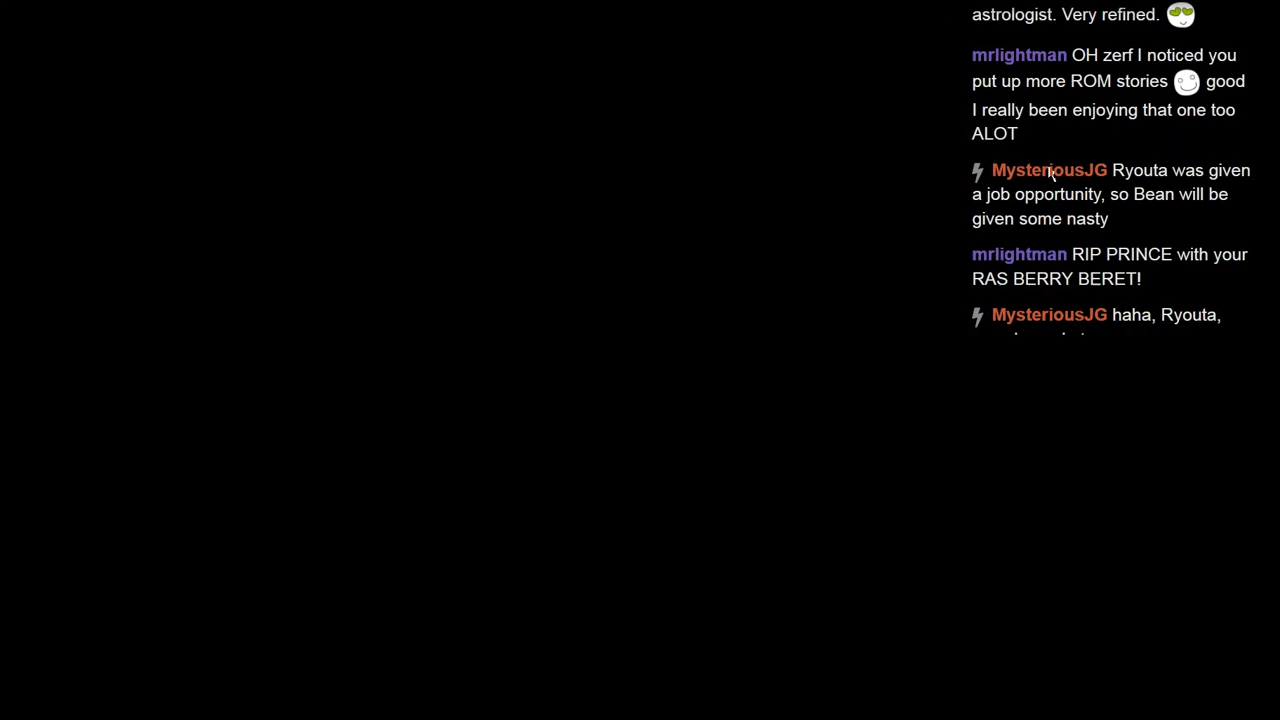 astrologist. Very refined.
mrlightman OH zerf I noticed you
put up more ROM stories good
I really been enjoying that one too
ALOT
MysteriousJG Ryouta was given
a job opportunity, so Bean will be
given some nasty
mrlightman RIP PRINCE with your
RAS BERRY BERET!
MysteriousJG haha, Ryouta,